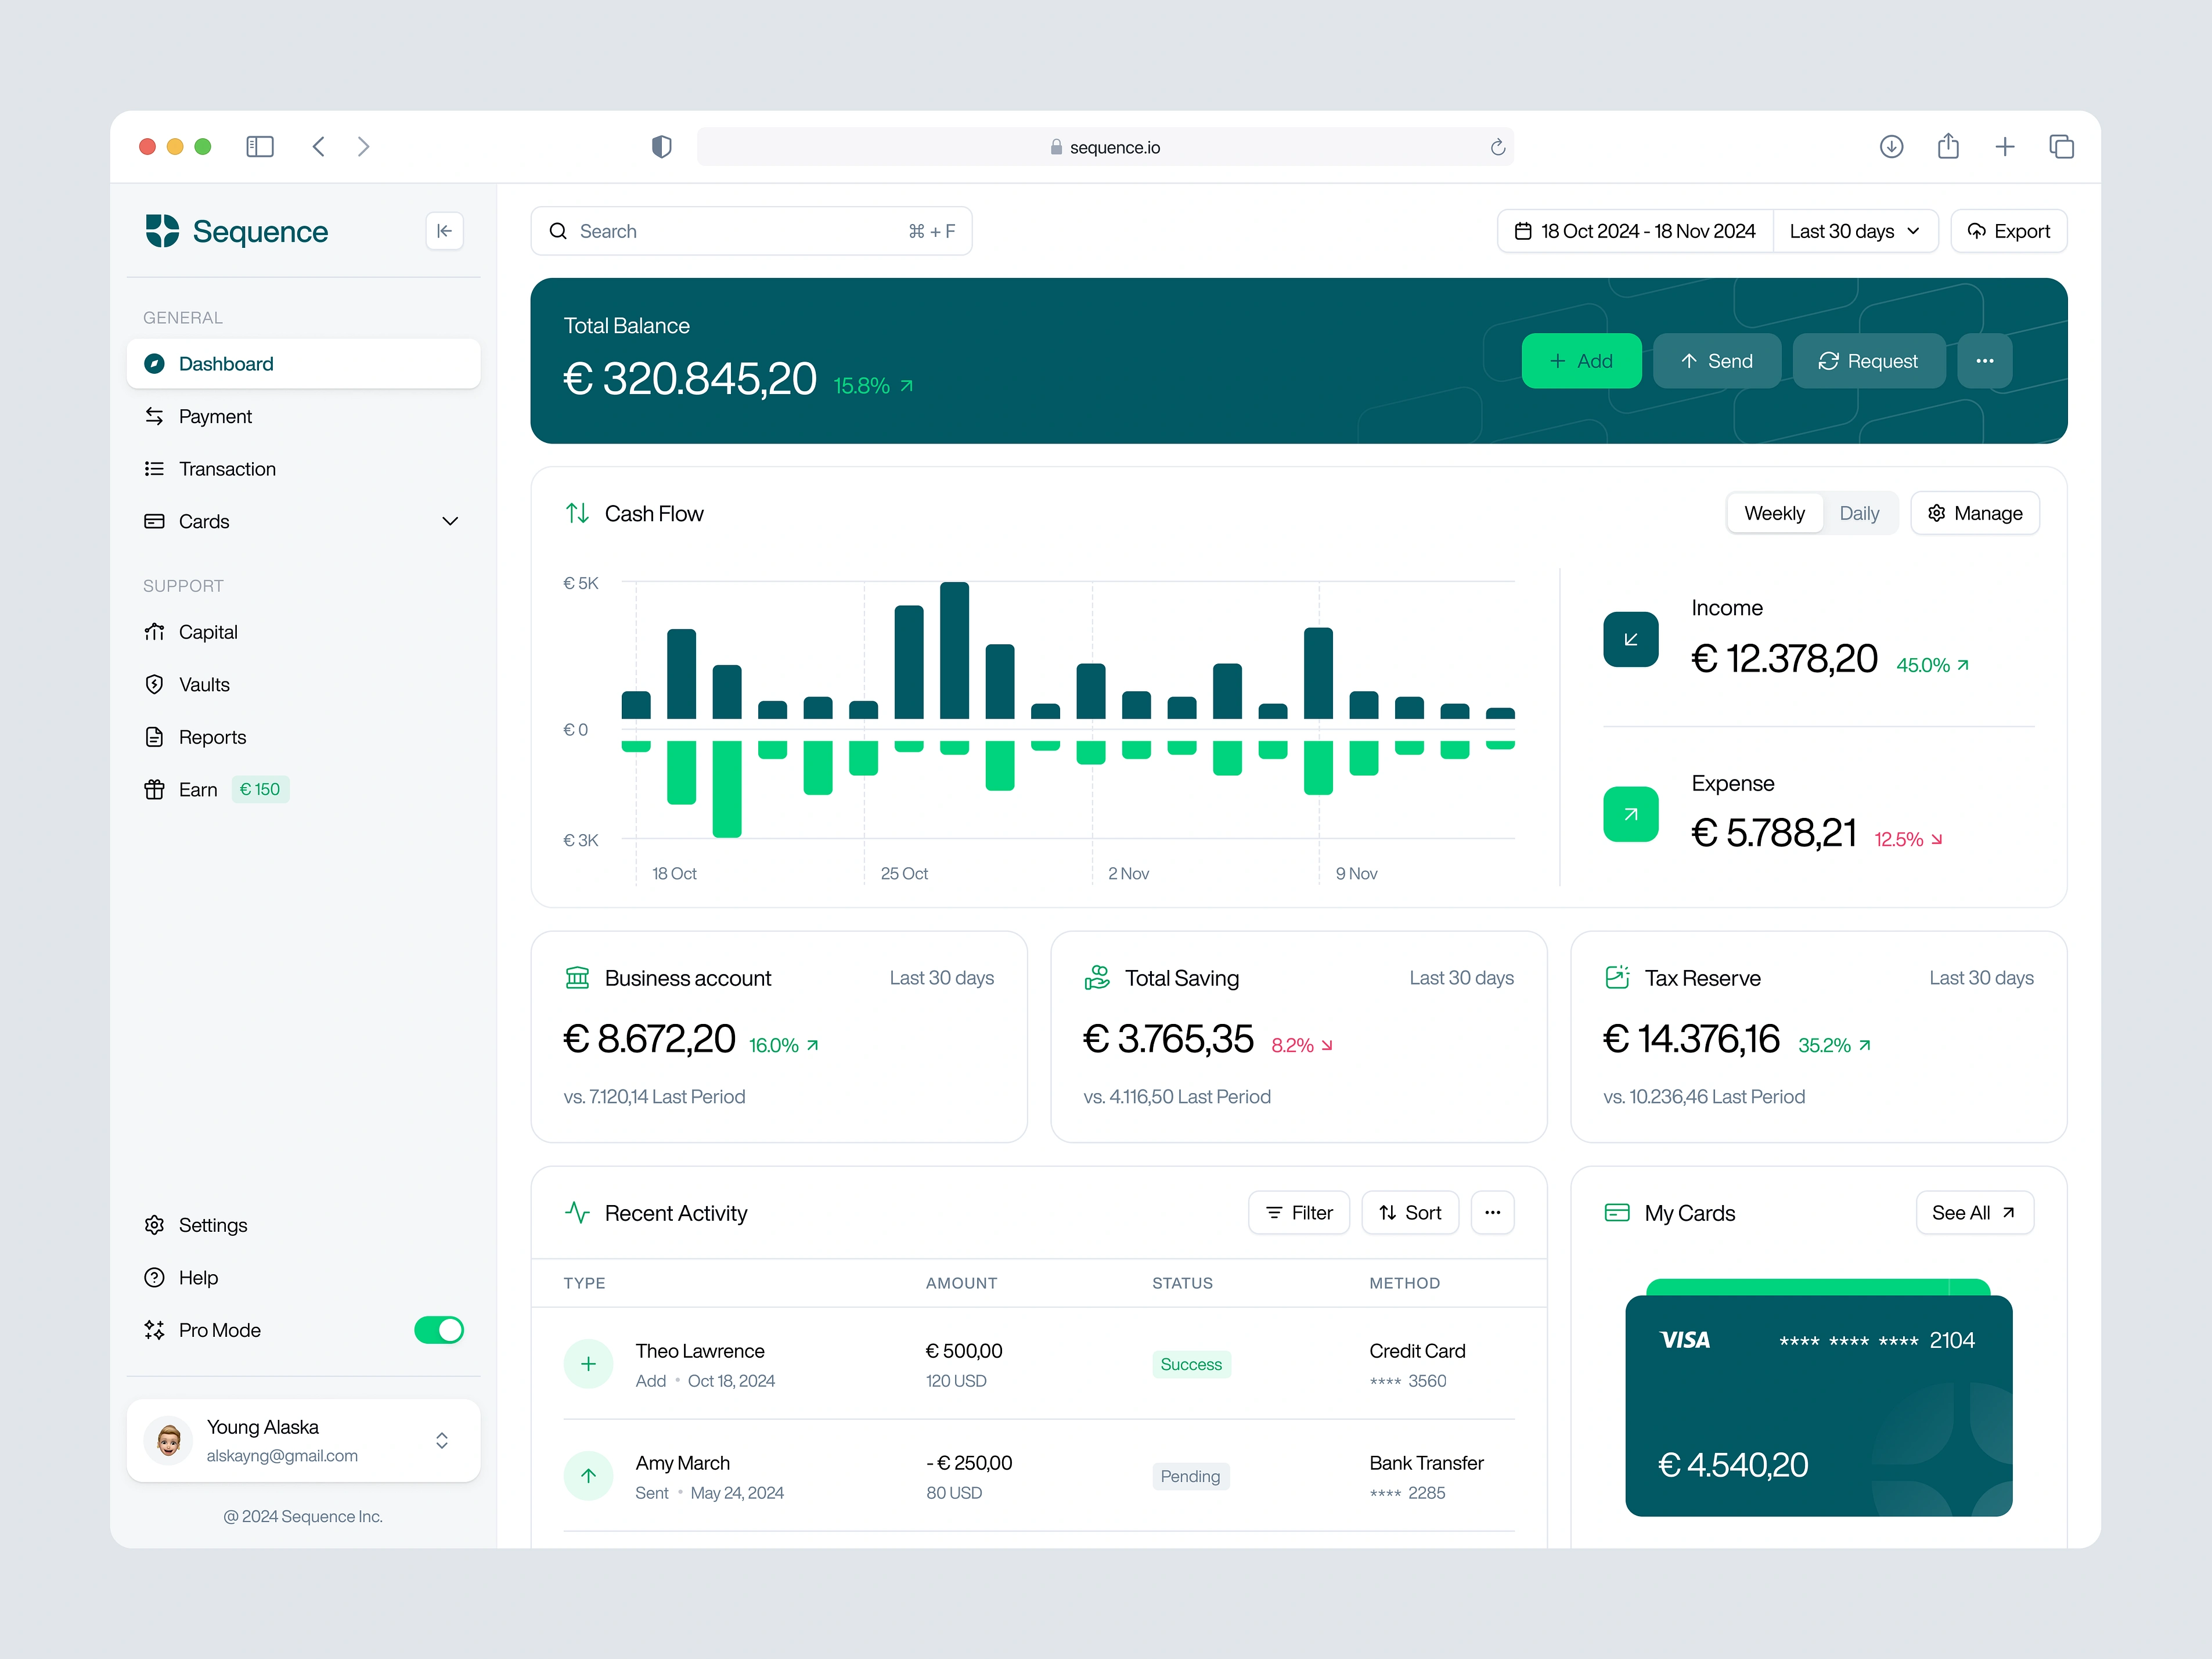 sequence.io
Sequence
GENERAL
Dashboard
Payment
Transaction
Cards
SUPPORT
Capital
Vaults
Reports
Earn € 150
Settings
Help
Pro Mode
Young Alaska
alskayng@gmail.com
@ 2024 Sequence Inc.
Search ⌘ + F
18 Oct 2024 - 18 Nov 2024 Last 30 days Export
Total Balance
€ 320.845,20 15.8%
+ Add Send Request ···
Cash Flow
Weekly Daily Manage
€ 5K
€ 0
€ 3K
18 Oct 25 Oct 2 Nov 9 Nov
Income
€ 12.378,20 45.0%
Expense
€ 5.788,21 12.5%
Business account Last 30 days
€ 8.672,20 16.0%
vs. 7.120,14 Last Period
Total Saving Last 30 days
€ 3.765,35 8.2%
vs. 4.116,50 Last Period
Tax Reserve Last 30 days
€ 14.376,16 35.2%
vs. 10.236,46 Last Period
Recent Activity
Filter Sort ···
TYPE AMOUNT STATUS METHOD
Theo Lawrence € 500,00 Success Credit Card
Add • Oct 18, 2024 120 USD **** 3560
Amy March - € 250,00 Pending Bank Transfer
Sent • May 24, 2024 80 USD **** 2285
My Cards See All
VISA **** **** **** 2104
€ 4.540,20